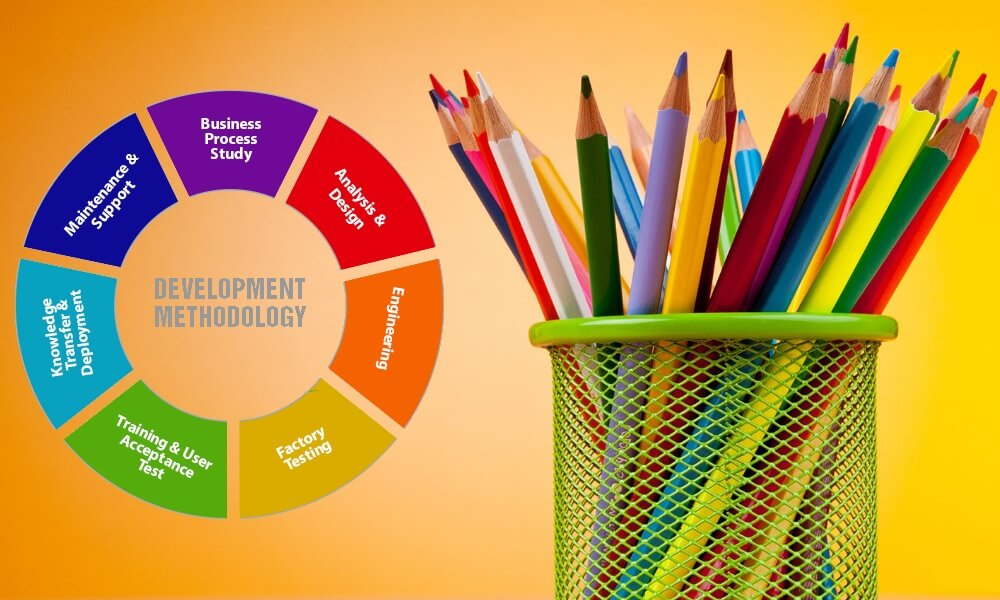 Business
Process
Study
Analysis &
Design
Engineering
Factory
Testing
Training & User
Acceptance
Test
Knowledge
Transfer &
Deployment
Maintenance &
Support
DEVELOPMENT
METHODOLOGY